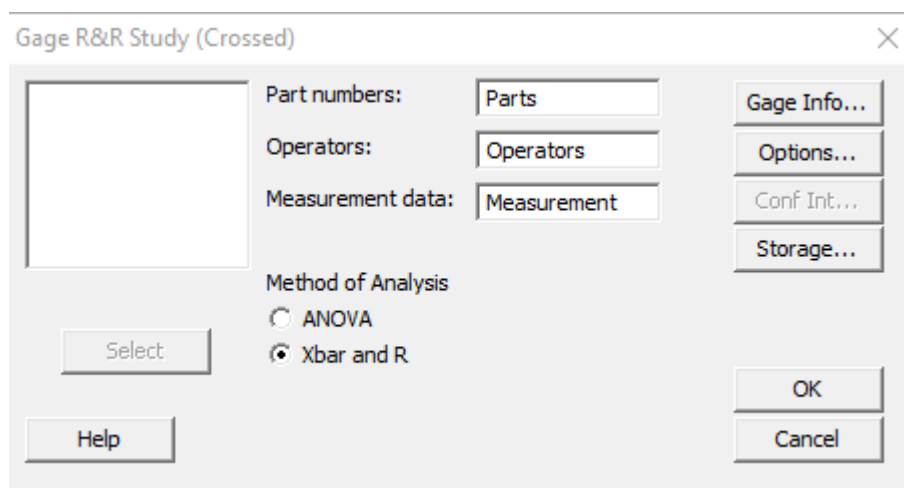 Gage R&R Study (Crossed)
Part numbers:
Parts
Gage Info...
Operators:
Operators
Options...
Measurement data:
Measurement
Conf Int...
Storage...
Method of Analysis
ANOVA
Xbar and R
Select
OK
Help
Cancel